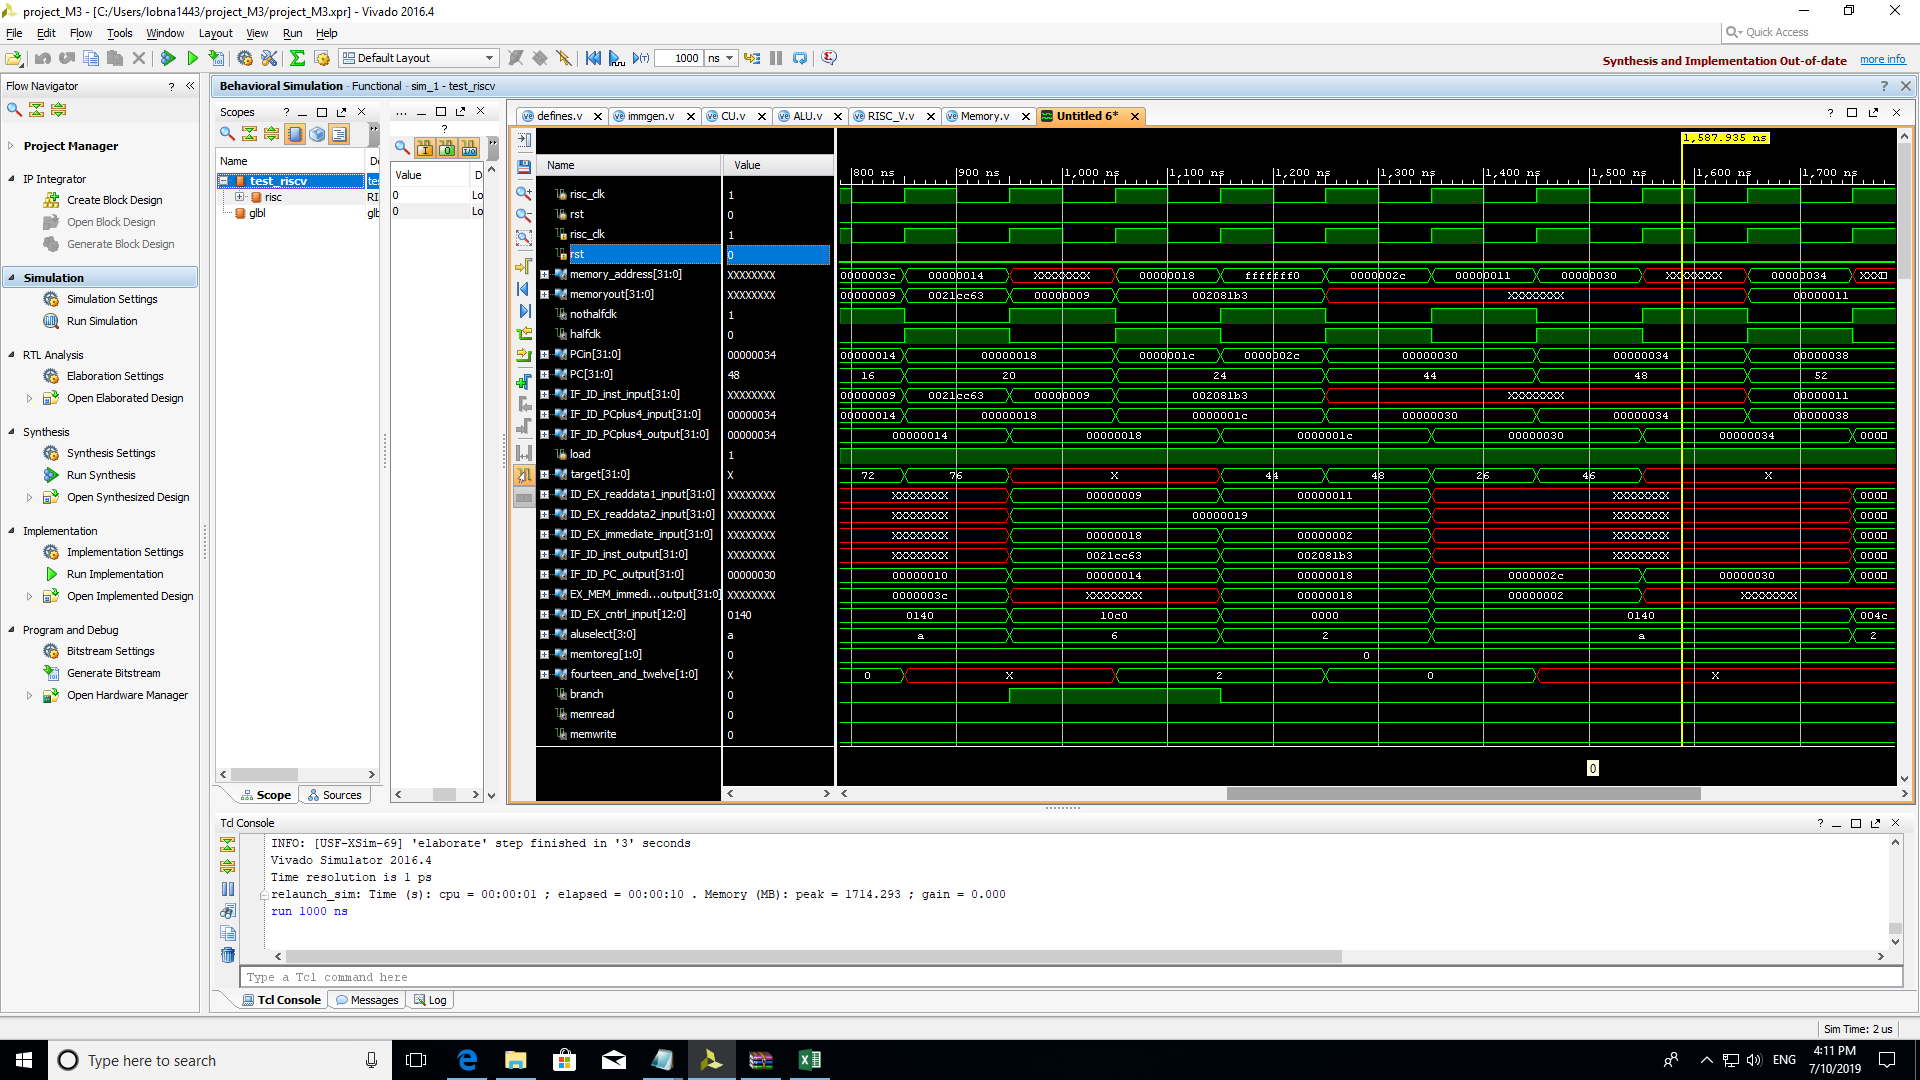 project_M3 - [C:/Users/lobna1443/project_M3/project_M3.xpr] - Vivado 2016.4
File Edit Flow Tools Window Layout View Run Help
Quick Access
Default Layout 1000 ns
Synthesis and Implementation Out-of-date more info
Flow Navigator
Project Manager
IP Integrator
Create Block Design
Open Block Design
Generate Block Design
Simulation
Simulation Settings
Run Simulation
RTL Analysis
Elaboration Settings
Open Elaborated Design
Synthesis
Synthesis Settings
Run Synthesis
Open Synthesized Design
Implementation
Implementation Settings
Run Implementation
Open Implemented Design
Program and Debug
Bitstream Settings
Generate Bitstream
Open Hardware Manager
Behavioral Simulation - Functional - sim_1 - test_riscv
Scopes
Name
test_riscv
risc
glbl
Scope Sources
Value
0 Lo
0 Lo
defines.v immgen.v CU.v ALU.v RISC_V.v Memory.v Untitled 6*
1,587.935 ns
Name Value
800 ns 900 ns 1,000 ns 1,100 ns 1,200 ns 1,300 ns 1,400 ns 1,500 ns 1,600 ns 1,700 ns
risc_clk 1
rst 0
risc_clk 1
rst 0
memory_address[31:0] XXXXXXXX 0000003c 00000014 XXXXXXXX 00000018 fffffff0 0000002c 00000011 00000030 XXXXXXXX 00000034
memoryout[31:0] XXXXXXXX 00000009 0021cc63 00000009 002081b3 XXXXXXXX 00000011
nothalfclk 1
halfclk 0
PCin[31:0] 00000034 00000014 00000018 0000001c 0000002c 00000030 00000034 00000038
PC[31:0] 48 16 20 24 44 48 52
IF_ID_inst_input[31:0] XXXXXXXX 00000009 0021cc63 00000009 002081b3 XXXXXXXX 00000011
IF_ID_PCplus4_input[31:0] 00000034 00000014 00000018 0000001c 00000030 00000034 00000038
IF_ID_PCplus4_output[31:0] 00000034 00000014 00000018 0000001c 00000030 00000034 000
load 1
target[31:0] X 72 76 X 44 48 26 46 X
ID_EX_readdata1_input[31:0] XXXXXXXX XXXXXXXX 00000009 00000011 XXXXXXXX 000
ID_EX_readdata2_input[31:0] XXXXXXXX XXXXXXXX 00000019 XXXXXXXX 000
ID_EX_immediate_input[31:0] XXXXXXXX XXXXXXXX 00000018 00000002 XXXXXXXX 000
IF_ID_inst_output[31:0] XXXXXXXX XXXXXXXX 0021cc63 002081b3 XXXXXXXX 000
IF_ID_PC_output[31:0] 00000030 00000010 00000014 00000018 0000002c 00000030 000
EX_MEM_immedi...output[31:0] XXXXXXXX 0000003c XXXXXXXX 00000018 00000002 XXXXXXXX
ID_EX_cntrl_input[12:0] 0140 0140 10c0 0000 0140 004c
aluselect[3:0] a a 6 2 a 2
memtoreg[1:0] 0 0
fourteen_and_twelve[1:0] X 0 X 2 0 X
branch 0
memread 0
memwrite 0
0
Tcl Console
INFO: [USF-XSim-69] 'elaborate' step finished in '3' seconds
Vivado Simulator 2016.4
Time resolution is 1 ps
relaunch_sim: Time (s): cpu = 00:00:01 ; elapsed = 00:00:10 . Memory (MB): peak = 1714.293 ; gain = 0.000
run 1000 ns
Type a Tcl command here
Tcl Console Messages Log
Sim Time: 2 us
Type here to search
ENG
4:11 PM
7/10/2019